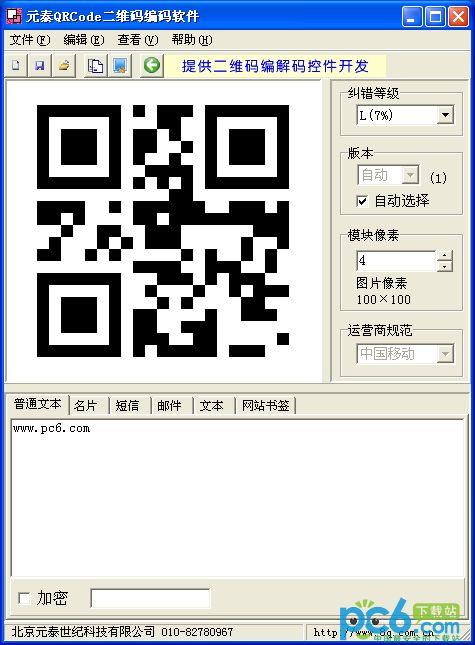 元泰QRCode二维码编码软件
文件(F) 编辑(E) 查看(V) 帮助(H)
提供二维码编解码控件开发
纠错等级
L(7%)
版本
自动 (1)
自动选择
模块像素
4
图片像素
100×100
运营商规范
中国移动
普通文本 名片 短信 邮件 文本 网站书签
www.pc6.com
加密
pc6 下载站
北京元泰世纪科技有限公司 010-82780967